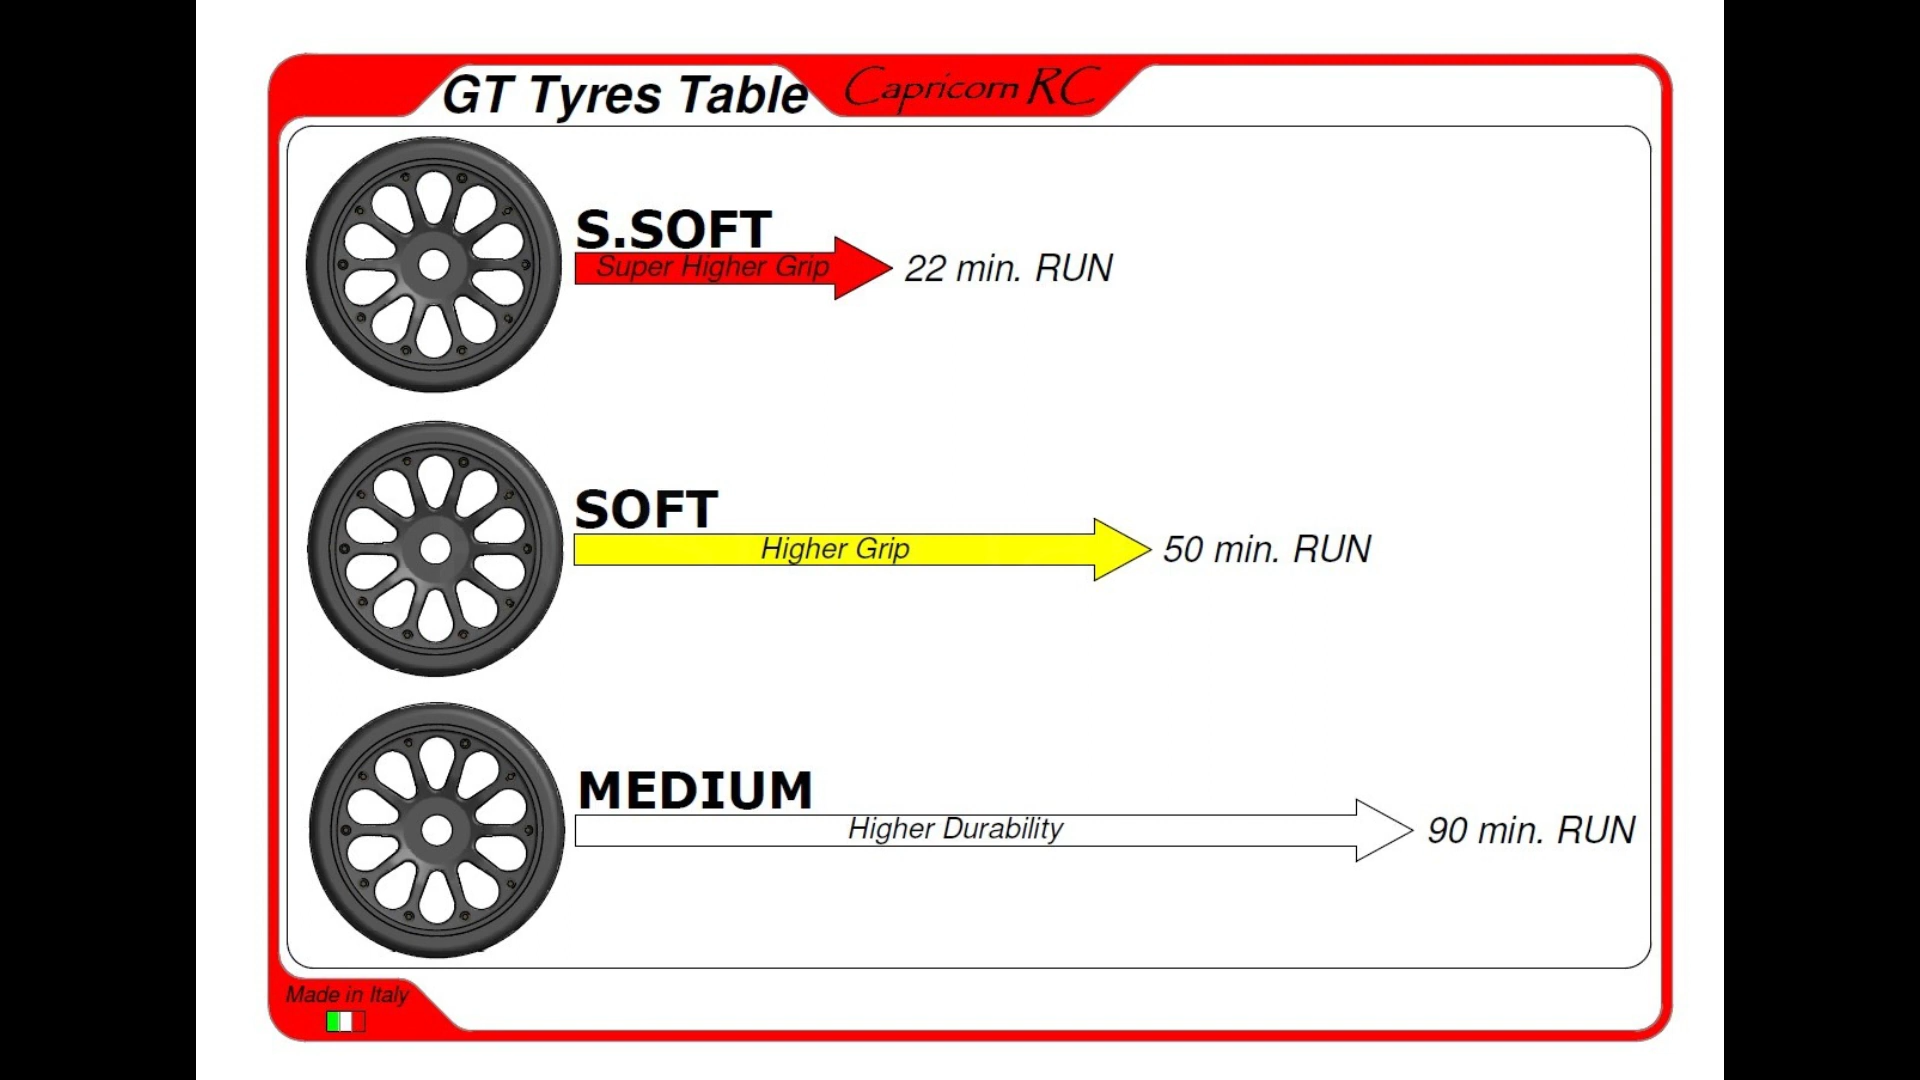 GT Tyres Table
Capricorn RC
S.SOFT
Super Higher Grip
22 min. RUN
SOFT
Higher Grip
50 min. RUN
MEDIUM
Higher Durability
90 min. RUN
Made in Italy